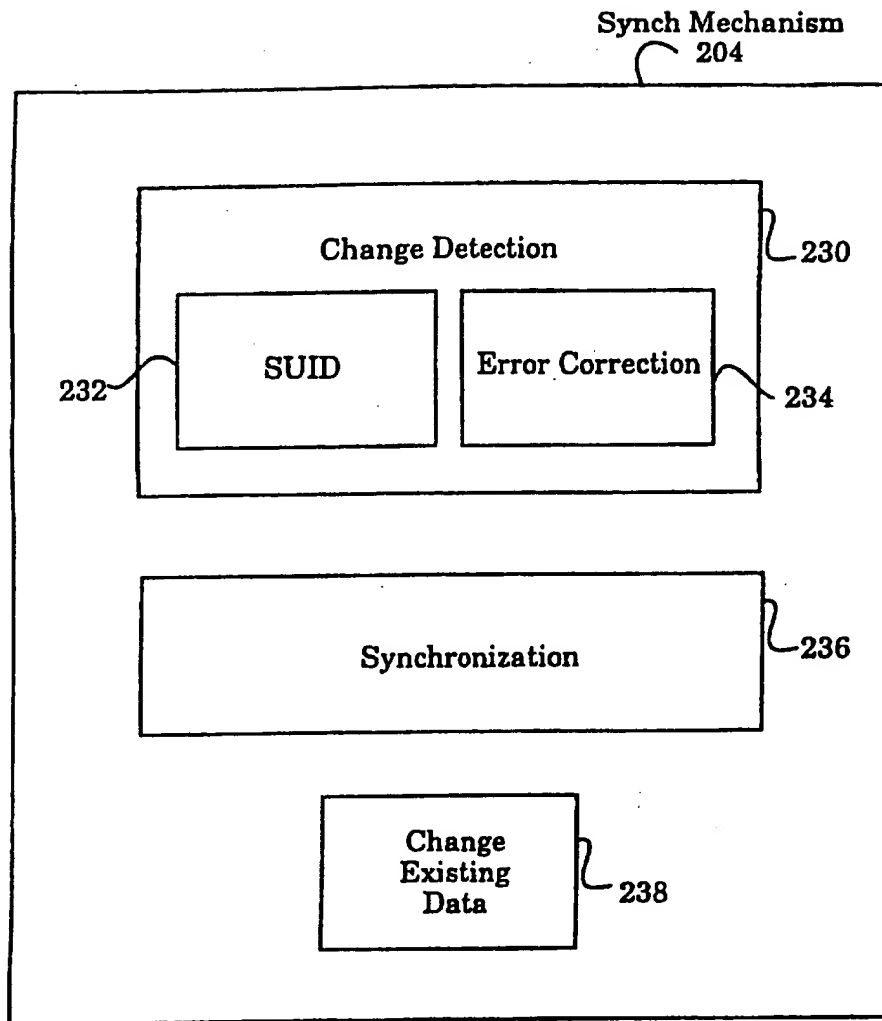 Synch Mechanism
204
Change Detection
230
SUID
Error Correction
232
234
Synchronization
236
Change
Existing
Data
238